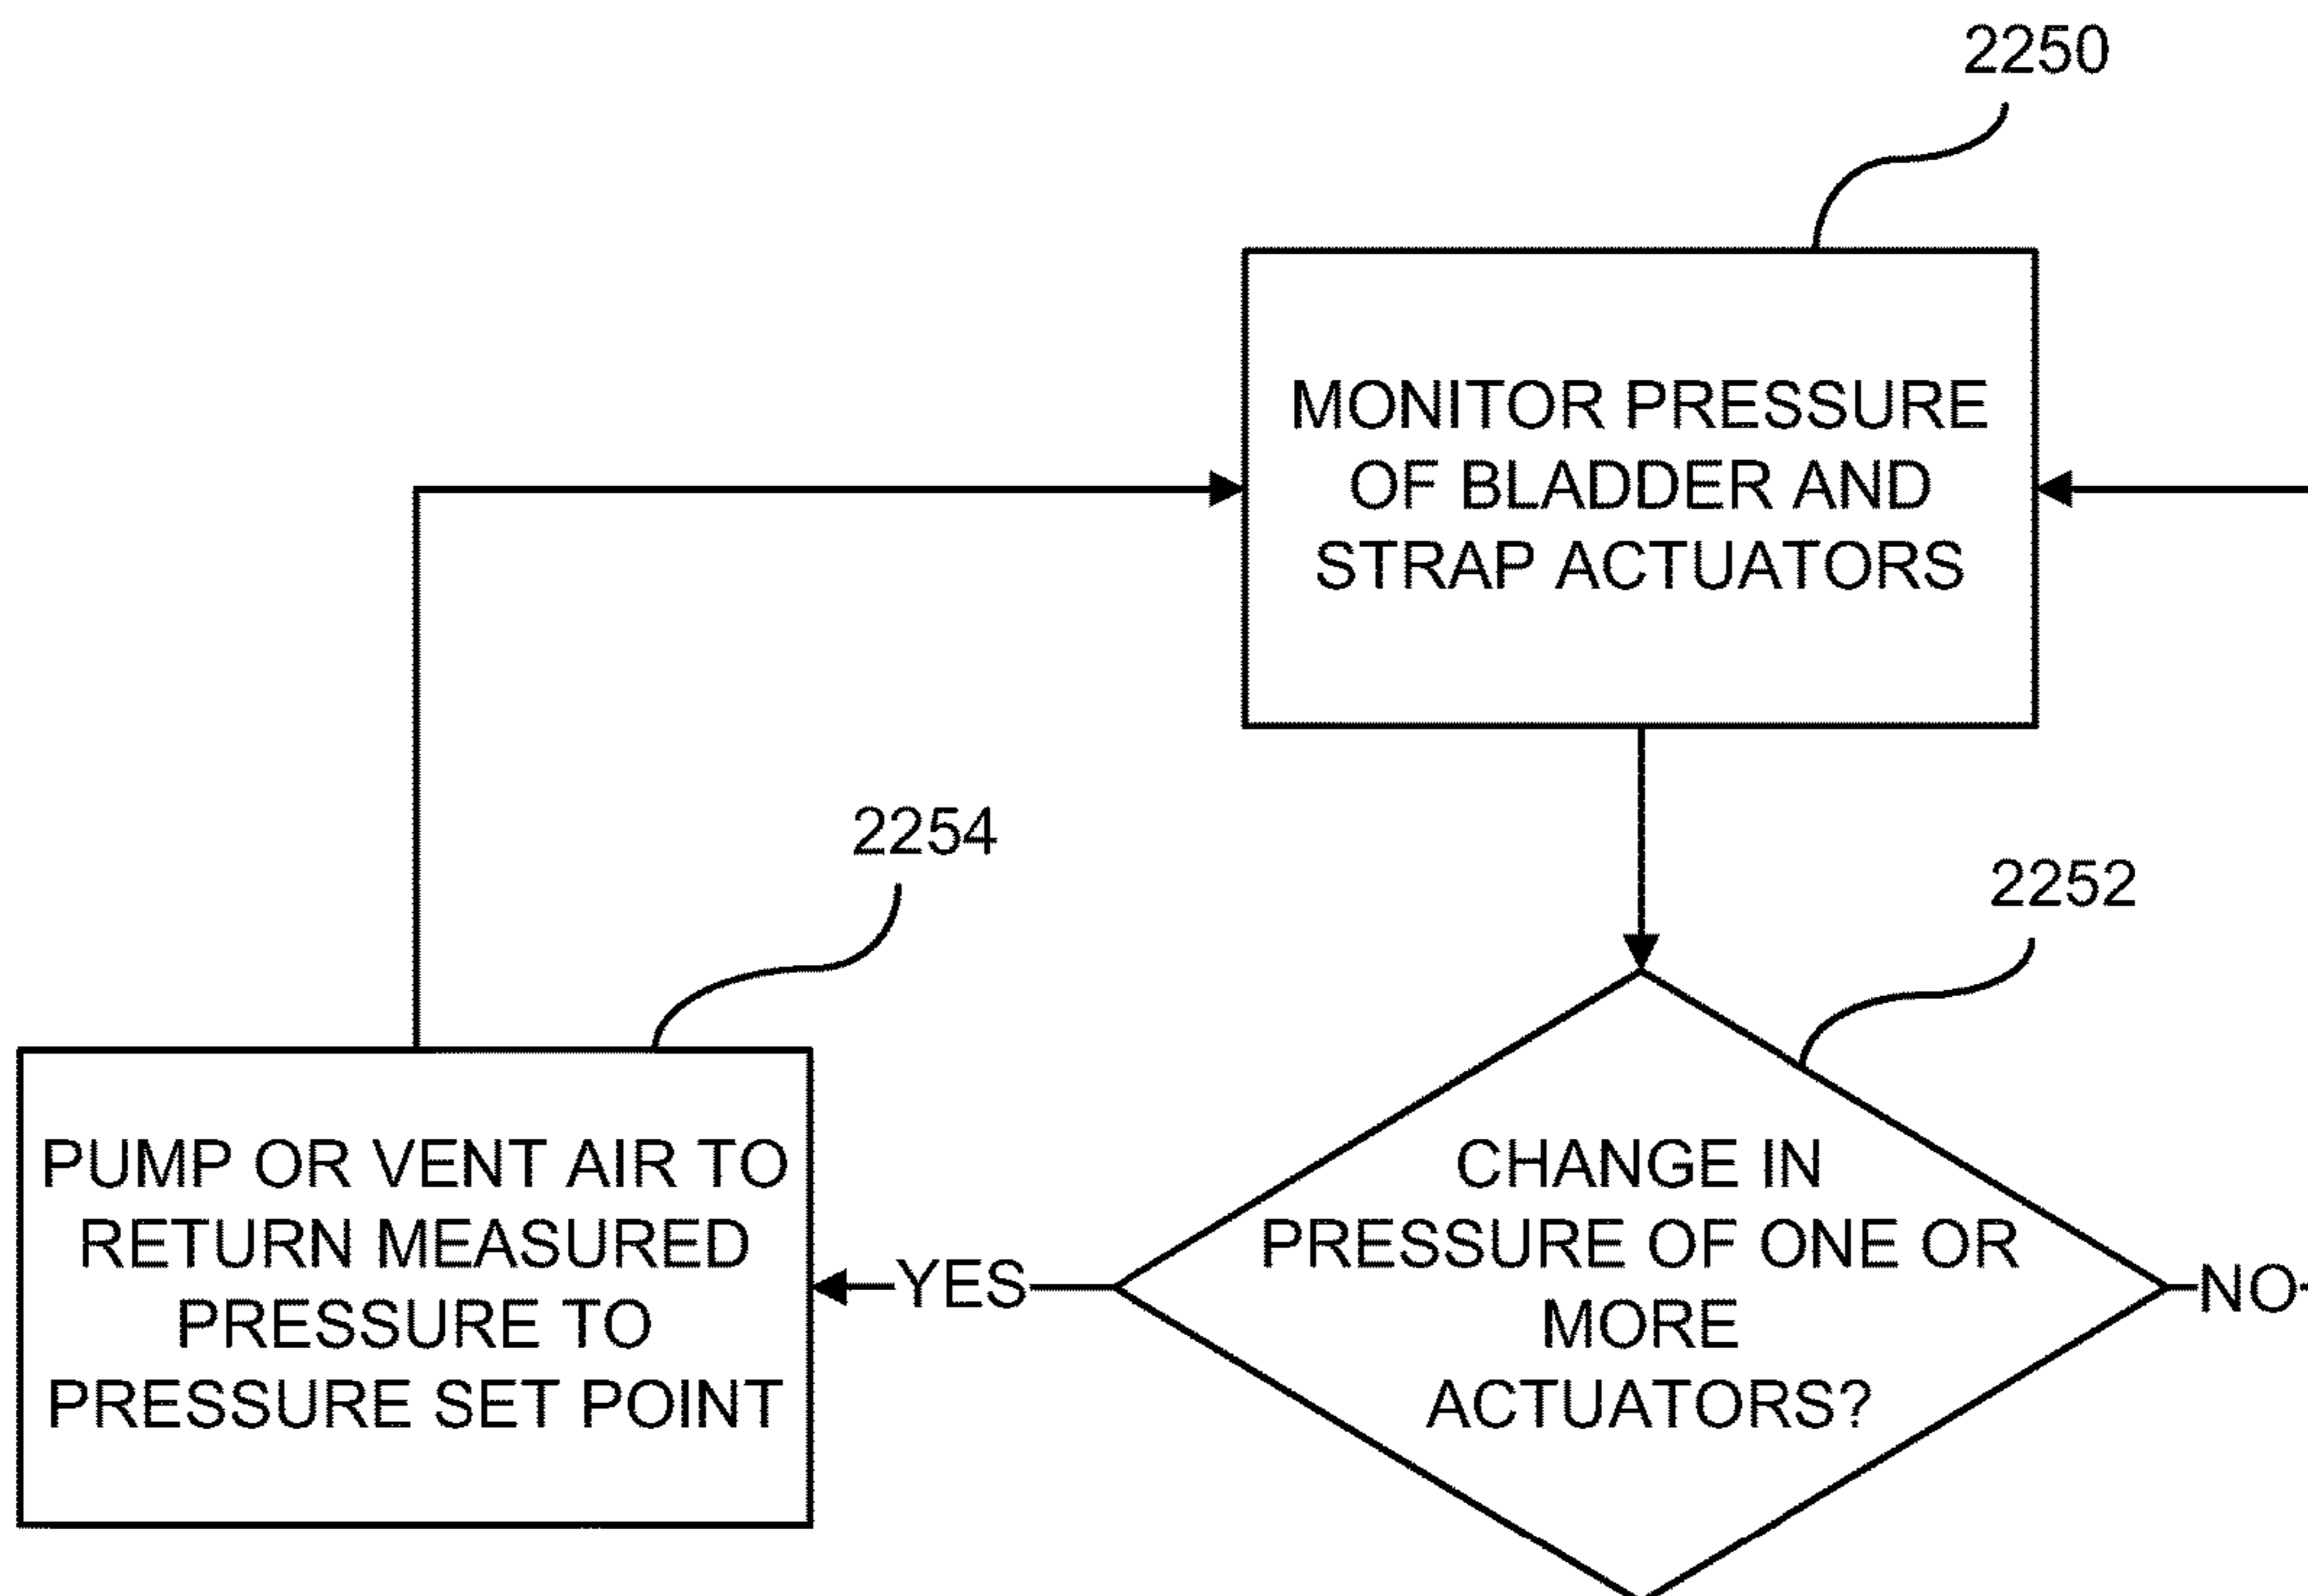 2250
MONITOR PRESSURE
OF BLADDER AND
STRAP ACTUATORS
2254
2252
PUMP OR VENT AIR TO
RETURN MEASURED
PRESSURE TO
PRESSURE SET POINT
YES
CHANGE IN
PRESSURE OF ONE OR
MORE
ACTUATORS?
NO